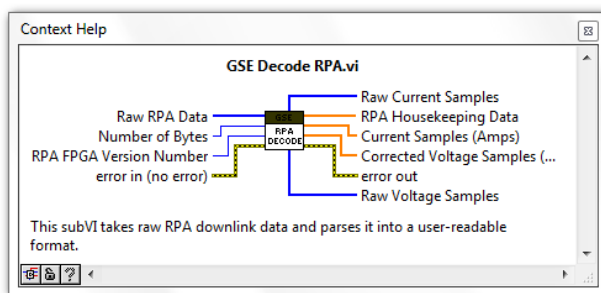 Context Help
GSE Decode RPA.vi
Raw Current Samples
Raw RPA Data
GSE
RPA Housekeeping Data
Number of Bytes
RPA
DECODE
Current Samples (Amps)
RPA FPGA Version Number
Corrected Voltage Samples (...
error in (no error)
error out
Raw Voltage Samples
This subVI takes raw RPA downlink data and parses it into a user-readable
format.
?